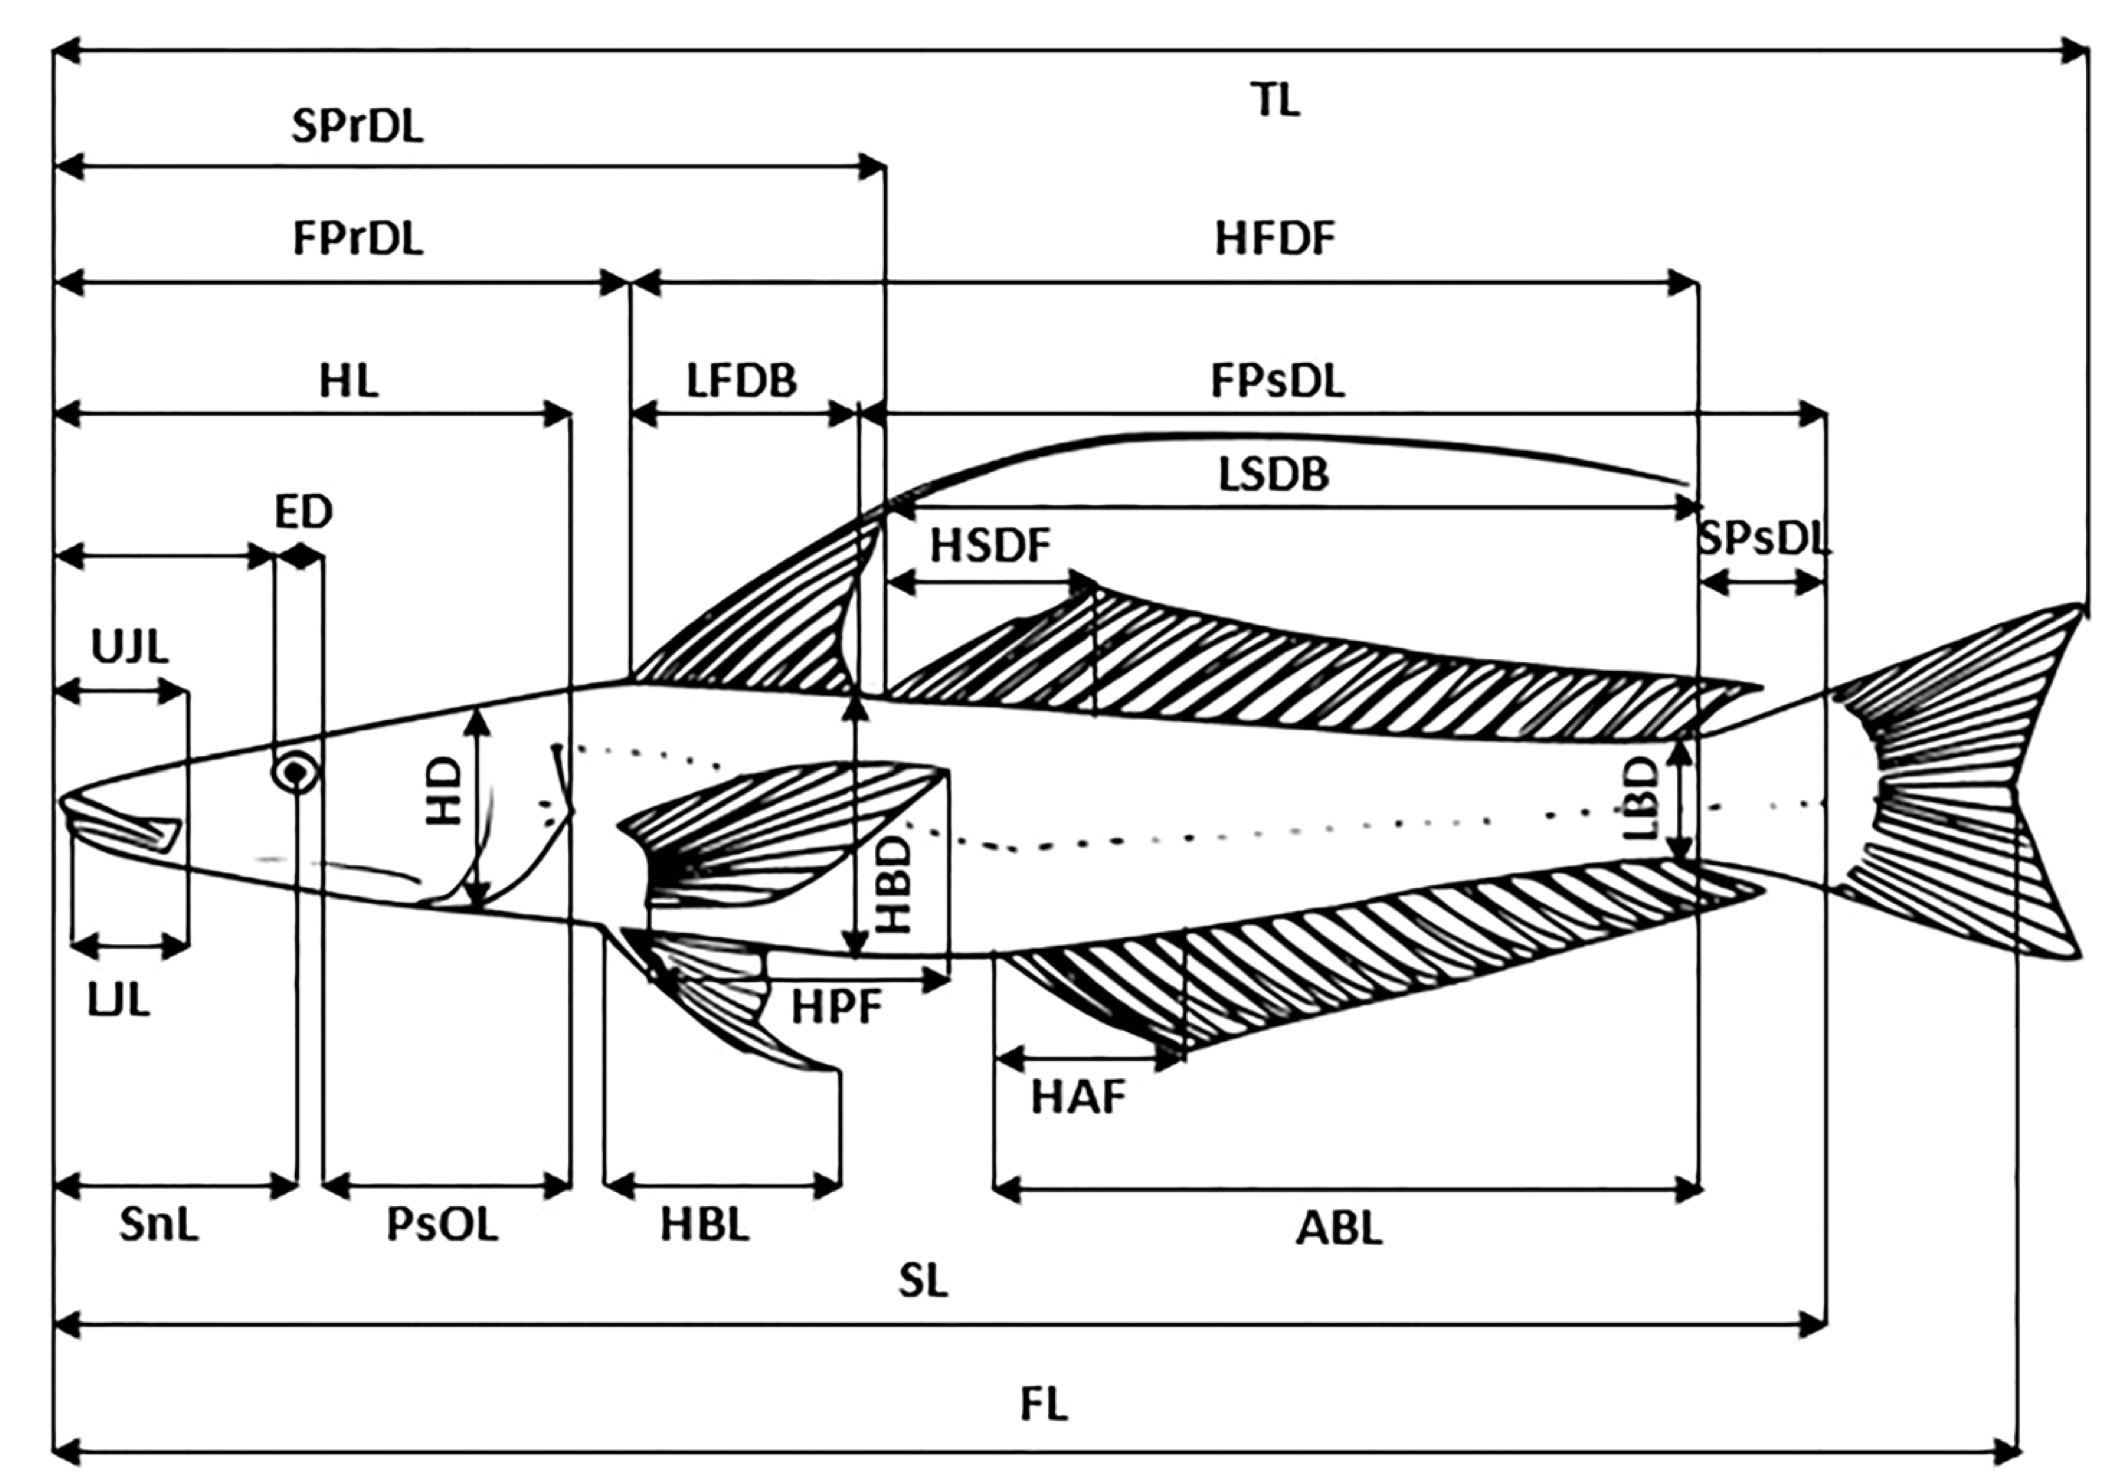 TL
SPrDL
FPrDL
HFDF
HL
LFDB
FPsDL
LSDB
ED
HSDF
SPsDL
UJL
HD
LBD
HBD
LJL
HPF
HAF
SnL
PsOL
HBL
ABL
SL
FL